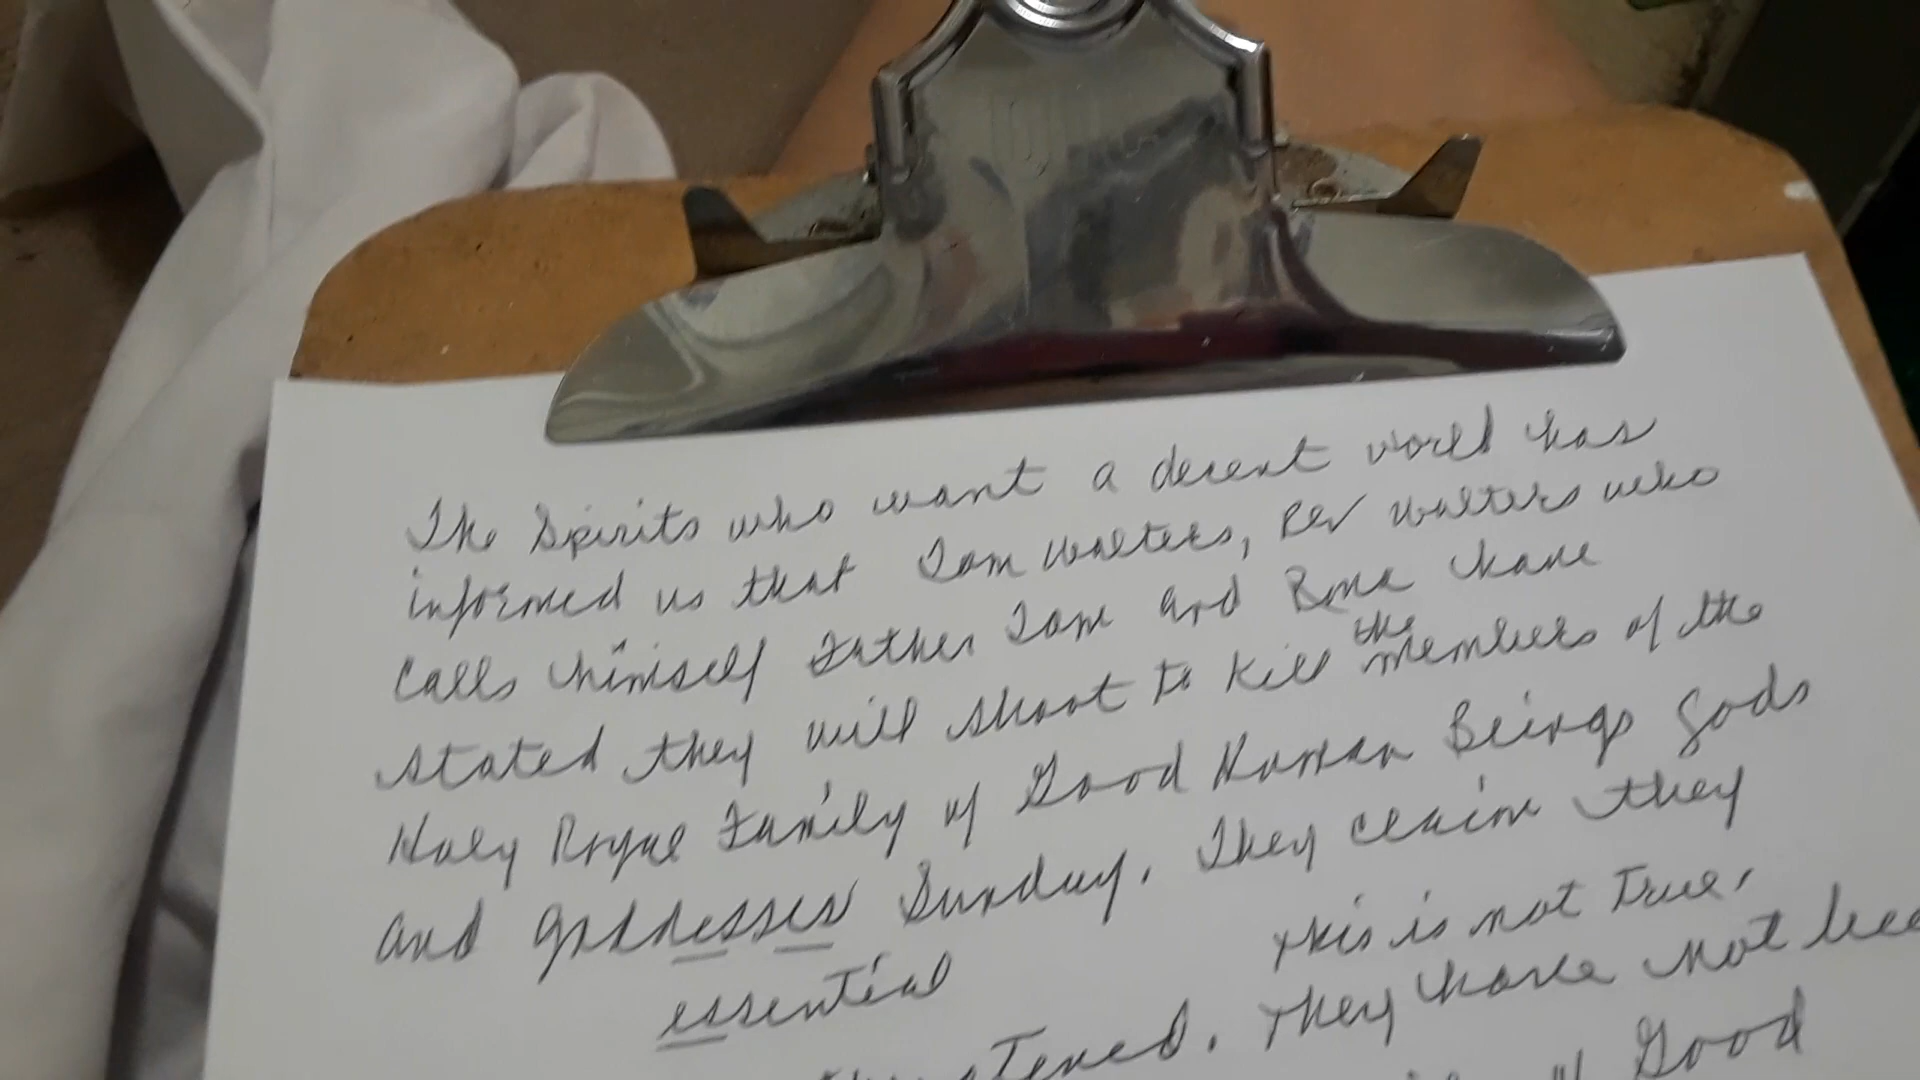 The Spirits who want a decent world has
informed us that Tom Walters, Rev Walters who
calls himself Father Tom and Rona have
stated they will shoot to kill the members of the
Holy Royal Family of Good Human Beings Gods
and Goddesses Sunday. They claim they
essential This is not true.
They have not
Good